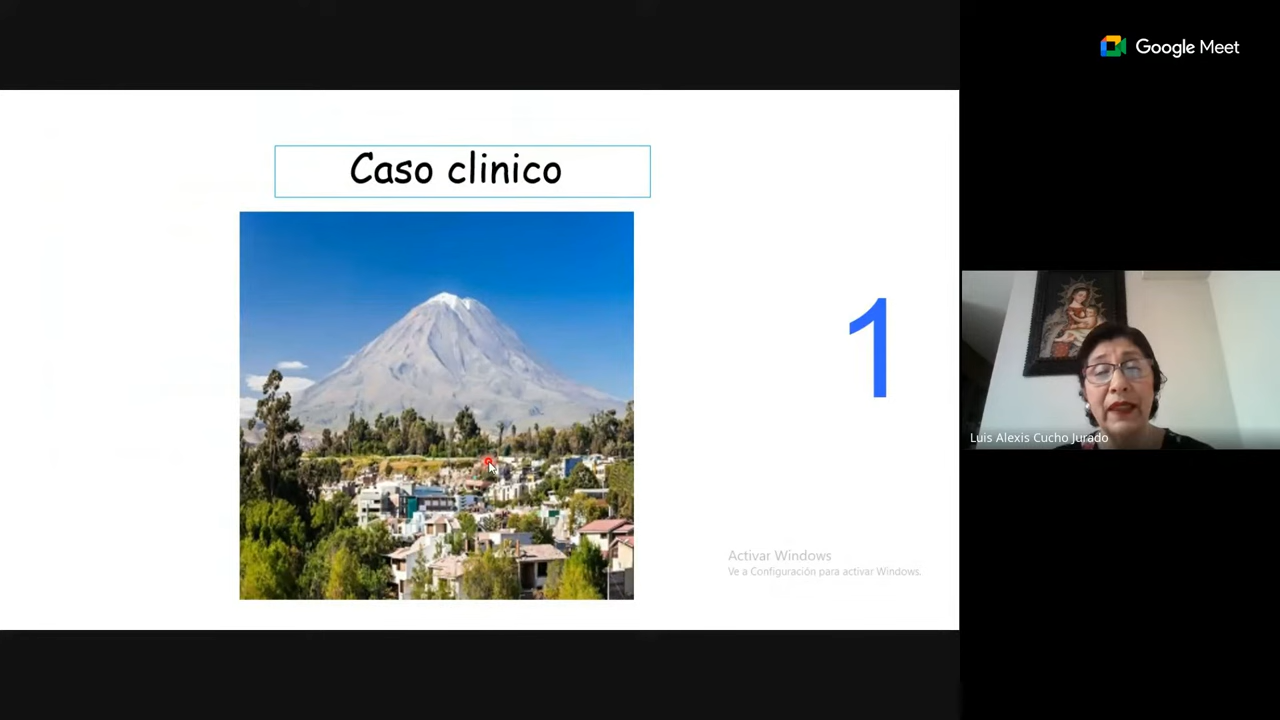 Google Meet
Caso clinico
1
Luis Alexis Cucho Jurado
Activar Windows
Ve a Configuración para activar Windows.